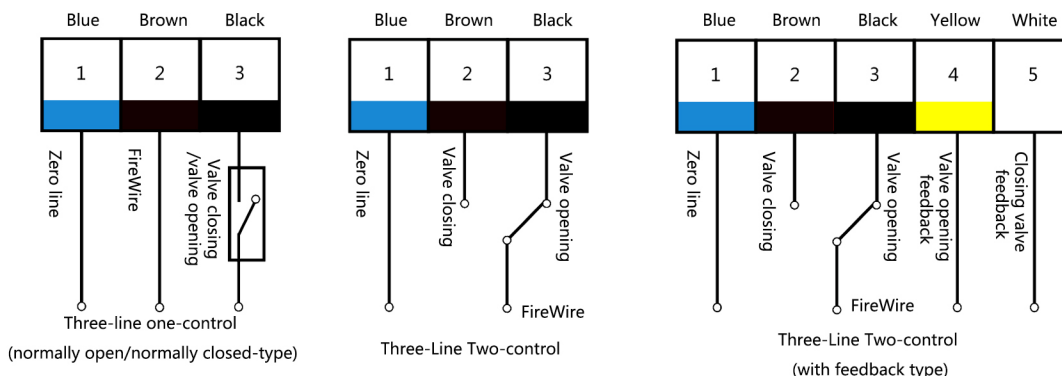 Blue Brown Black
1 2 3
Zero line
FireWire
Valve closing
/valve opening
Three-line one-control
(normally open/normally closed-type)
Blue Brown Black
1 2 3
Zero line
Valve closing
Valve opening
FireWire
Three-Line Two-control
Blue Brown Black Yellow White
1 2 3 4 5
Zero line
Valve closing
Valve opening
Valve opening
feedback
Closing valve
feedback
FireWire
Three-Line Two-control
(with feedback type)